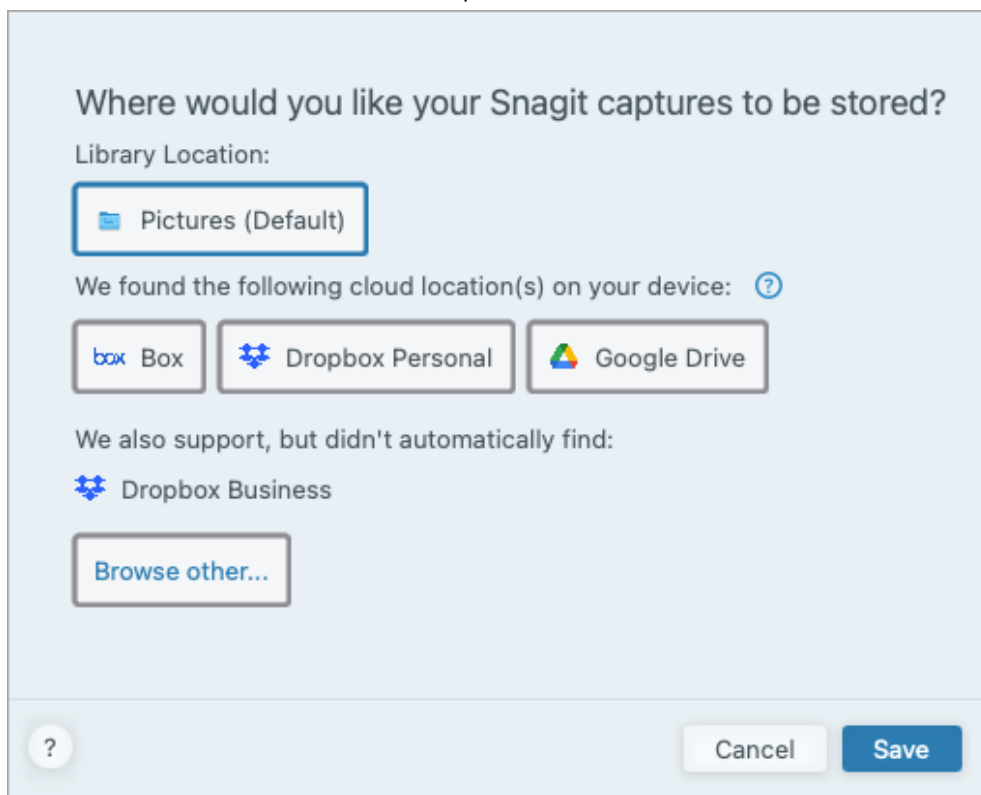 Where would you like your Snagit captures to be stored?
Library Location:
Pictures (Default)
We found the following cloud location(s) on your device: ?
box Box Dropbox Personal Google Drive
We also support, but didn't automatically find:
Dropbox Business
Browse other...
? Cancel Save